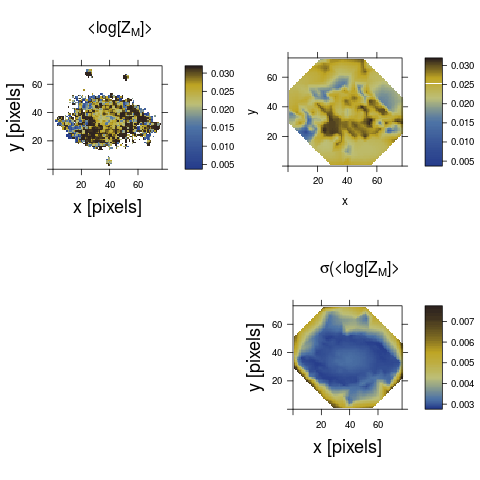 <log[Z_M]>
60
40
20
y [pixels]
20 40 60
x [pixels]
0.030
0.025
0.020
0.015
0.010
0.005
60
40
20
y
20 40 60
x
0.030
0.025
0.020
0.015
0.010
0.005
σ(<log[Z_M]>
60
40
20
y [pixels]
20 40 60
x [pixels]
0.007
0.006
0.005
0.004
0.003